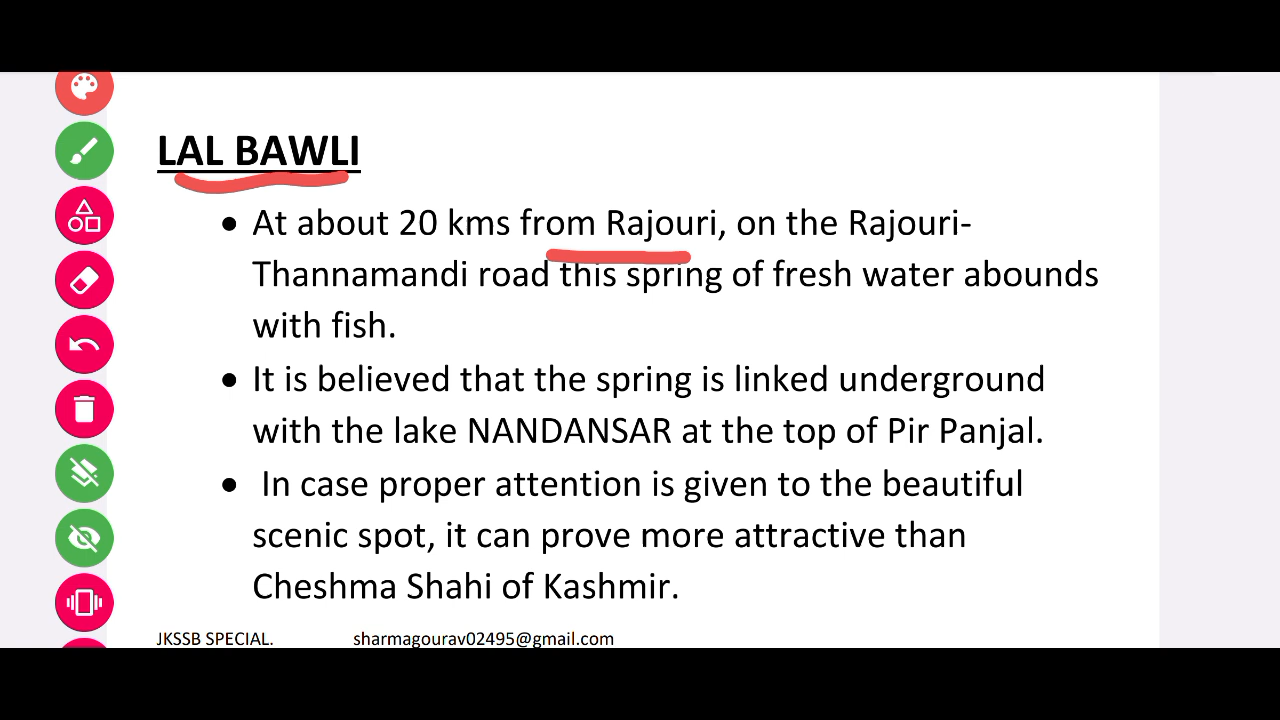 LAL BAWLI
• At about 20 kms from Rajouri, on the Rajouri-
Thannamandi road this spring of fresh water abounds
with fish.
• It is believed that the spring is linked underground
with the lake NANDANSAR at the top of Pir Panjal.
• In case proper attention is given to the beautiful
scenic spot, it can prove more attractive than
Cheshma Shahi of Kashmir.
JKSSB SPECIAL. sharmagourav02495@gmail.com